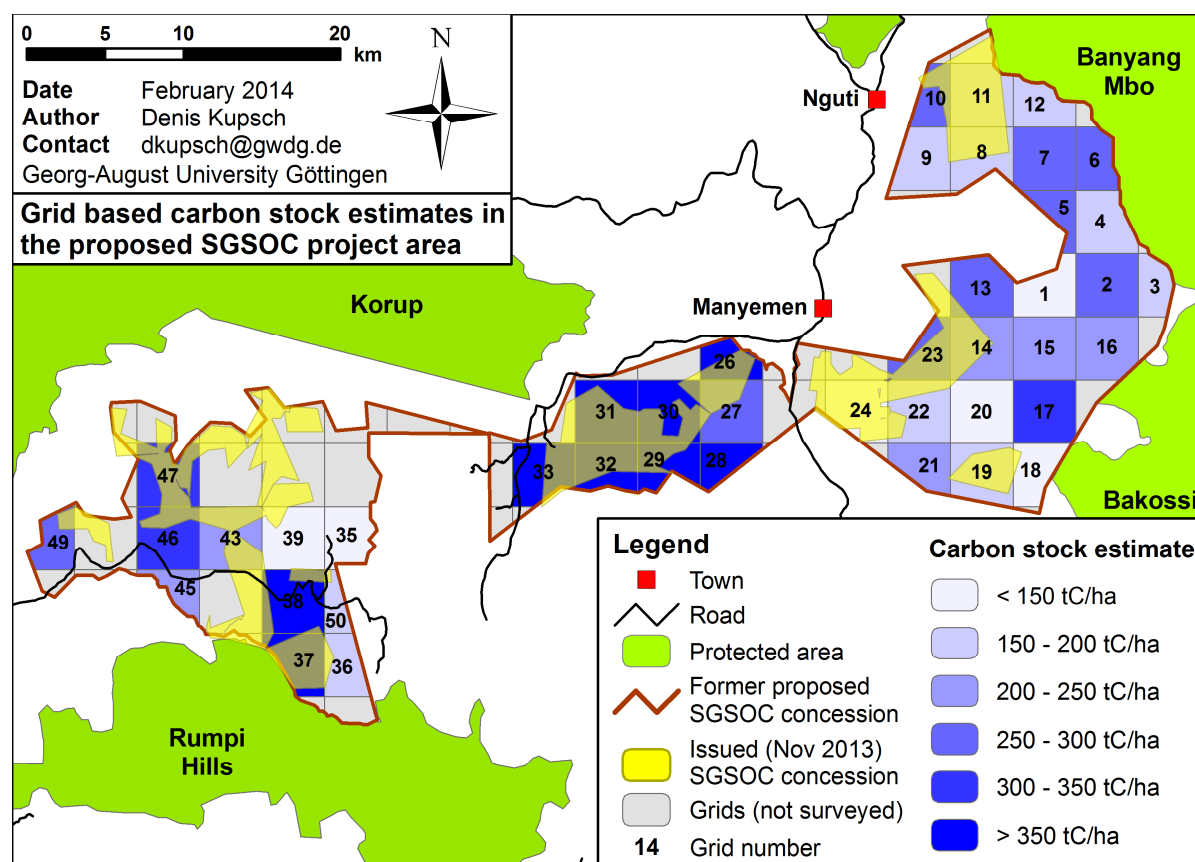 0 5 10 20
km
N
Date February 2014
Author Denis Kupsch
Contact dkupsch@gwdg.de
Georg-August University Göttingen
Grid based carbon stock estimates in
the proposed SGSOC project area
Banyang
Mbo
Nguti
10 11 12
9 8 7 6
5 4
Korup
Manyemen
13 1 2 3
23 14 15 16
26
31 30 27
24 22 20 17
33 32 29 28
21 19 18
47
Bakossi
49 46 43 39 35
45 38 50
37 36
Rumpi
Hills
Legend
Town
Road
Protected area
Former proposed
SGSOC concession
Issued (Nov 2013)
SGSOC concession
Grids (not surveyed)
14 Grid number
Carbon stock estimate
< 150 tC/ha
150 - 200 tC/ha
200 - 250 tC/ha
250 - 300 tC/ha
300 - 350 tC/ha
> 350 tC/ha